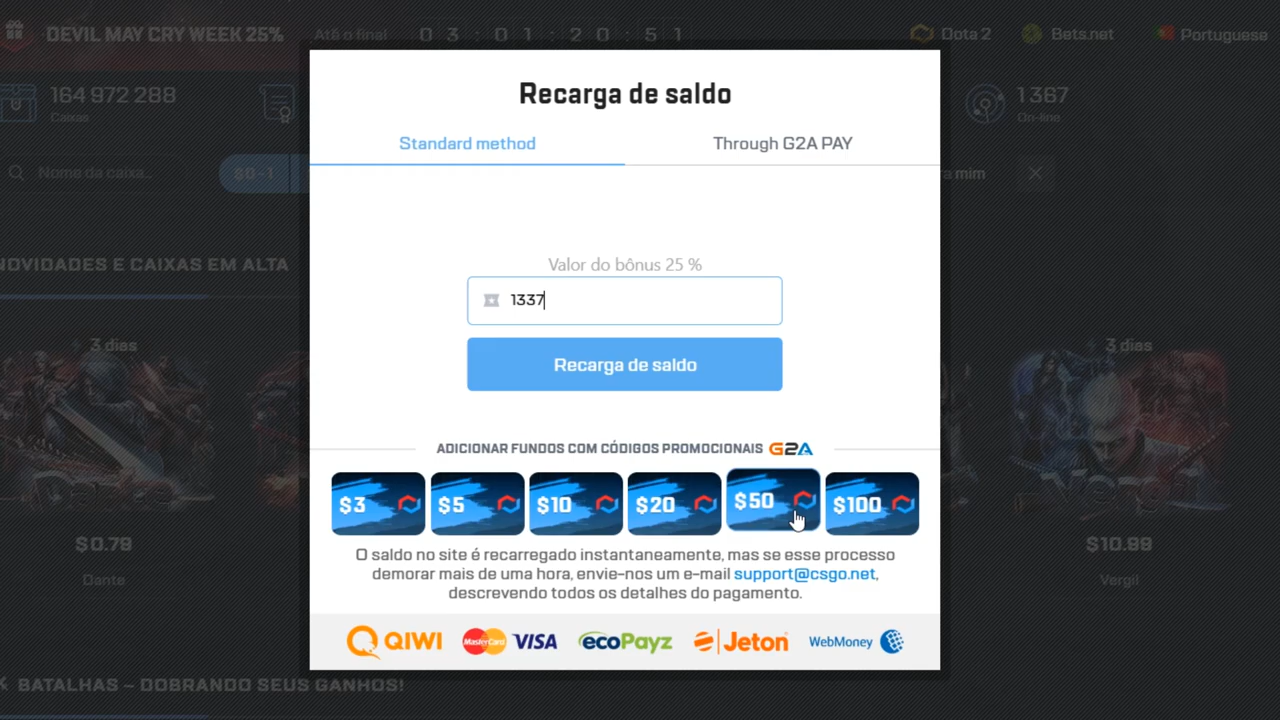 DEVIL MAY CRY WEEK 25%
Até o final
03 : 01 : 20 : 51
Dota 2
Bets.net
Portuguese
164 972 288
Caixas
1 367
On-line
Nome da caixa...
$0-1
mim
NOVIDADES E CAIXAS EM ALTA
3 dias
$0.79
Dante
3 dias
Vergil
$10.99
Vergil
BATALHAS – DOBRANDO SEUS GANHOS!
Recarga de saldo
Standard method
Through G2A PAY
Valor do bônus 25 %
1337
Recarga de saldo
ADICIONAR FUNDOS COM CÓDIGOS PROMOCIONAIS G2A
$3
$5
$10
$20
$50
$100
O saldo no site é recarregado instantaneamente, mas se esse processo
demorar mais de uma hora, envie-nos um e-mail support@csgo.net,
descrevendo todos os detalhes do pagamento.
QIWI
MasterCard
VISA
ecoPayz
Jeton
WebMoney